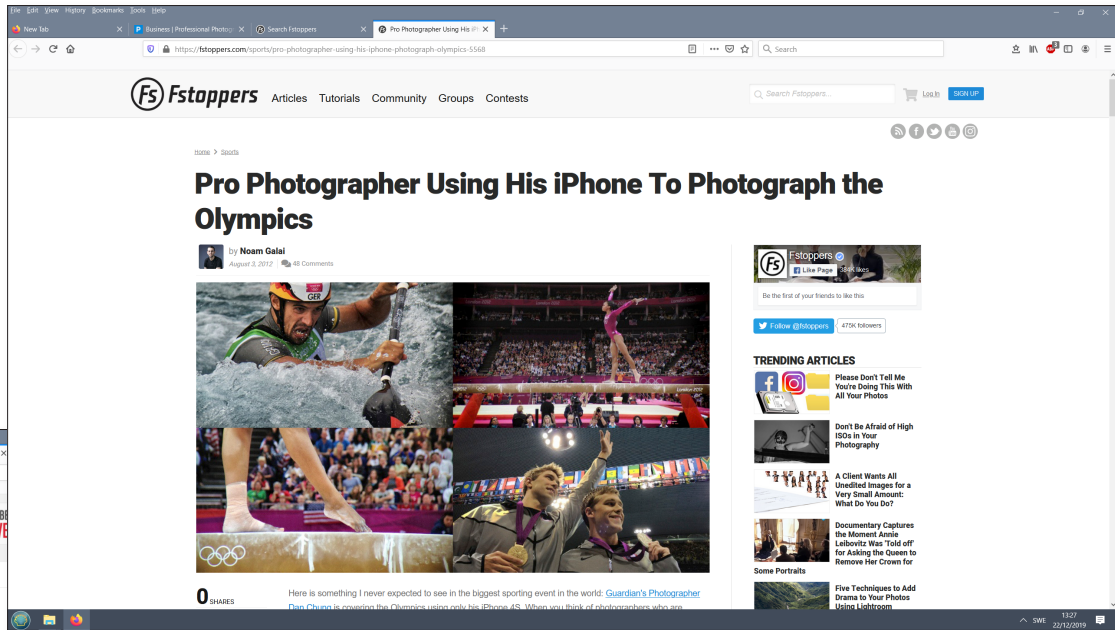 File Edit View History Bookmarks Tools Help
New Tab
Business | Professional Photog
Search Fstoppers
Pro Photographer Using His iPh
https://fstoppers.com/sports/pro-photographer-using-his-iphone-photograph-olympics-5568
Search
Fs Fstoppers
Articles Tutorials Community Groups Contests
Search Fstoppers...
Log In
SIGN UP
Home > Sports
Pro Photographer Using His iPhone To Photograph the
Olympics
by Noam Galai
August 3, 2012 48 Comments
GER
London 2012
Fs
Fstoppers
Like Page 384K likes
Be the first of your friends to like this
Follow @fstoppers 475K followers
TRENDING ARTICLES
Please Don't Tell Me
You're Doing This With
All Your Photos
Don't Be Afraid of High
ISOs in Your
Photography
A Client Wants All
Unedited Images for a
Very Small Amount:
What Do You Do?
Documentary Captures
the Moment Annie
Leibovitz Was 'Told off'
for Asking the Queen to
Remove Her Crown for
Some Portraits
Five Techniques to Add
Drama to Your Photos
Using Lightroom
0 SHARES
Here is something I never expected to see in the biggest sporting event in the world: Guardian's Photographer
Dan Chung is covering the Olympics using only his iPhone 4S. When you think of photographers who are
SWE
13:27
22/12/2019